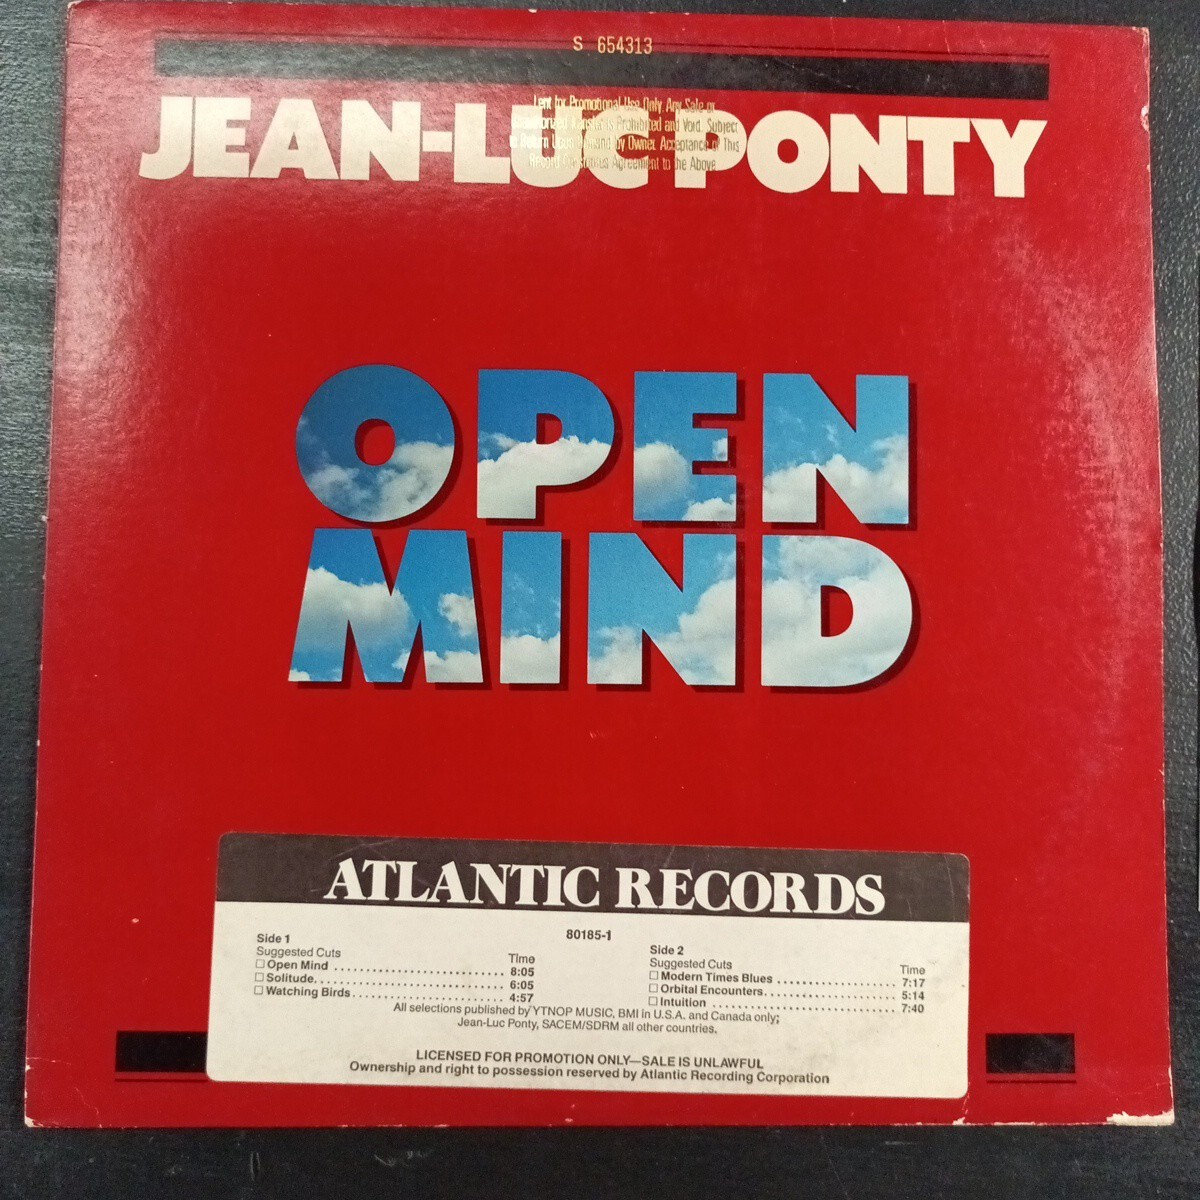 S 654313
JEAN-LUC PONTY
Lent for Promotional Use Only. Any Sale or
Unauthorized Transfer is Prohibited and Void. Subject
to Return Upon Demand by Owner. Acceptance of This
Record Constitutes Agreement to the Above
OPEN
MIND
ATLANTIC RECORDS
80185-1
Side 1
Suggested Cuts
Time
☐ Open Mind .......................... 8:05
☐ Solitude............................. 6:05
☐ Watching Birds....................... 4:57
Side 2
Suggested Cuts
Time
☐ Modern Times Blues .................. 7:17
☐ Orbital Encounters................... 5:14
☐ Intuition ........................... 7:40
All selections published by YTNOP MUSIC, BMI in U.S.A. and Canada only;
Jean-Luc Ponty, SACEM/SDRM all other countries.
LICENSED FOR PROMOTION ONLY—SALE IS UNLAWFUL
Ownership and right to possession reserved by Atlantic Recording Corporation